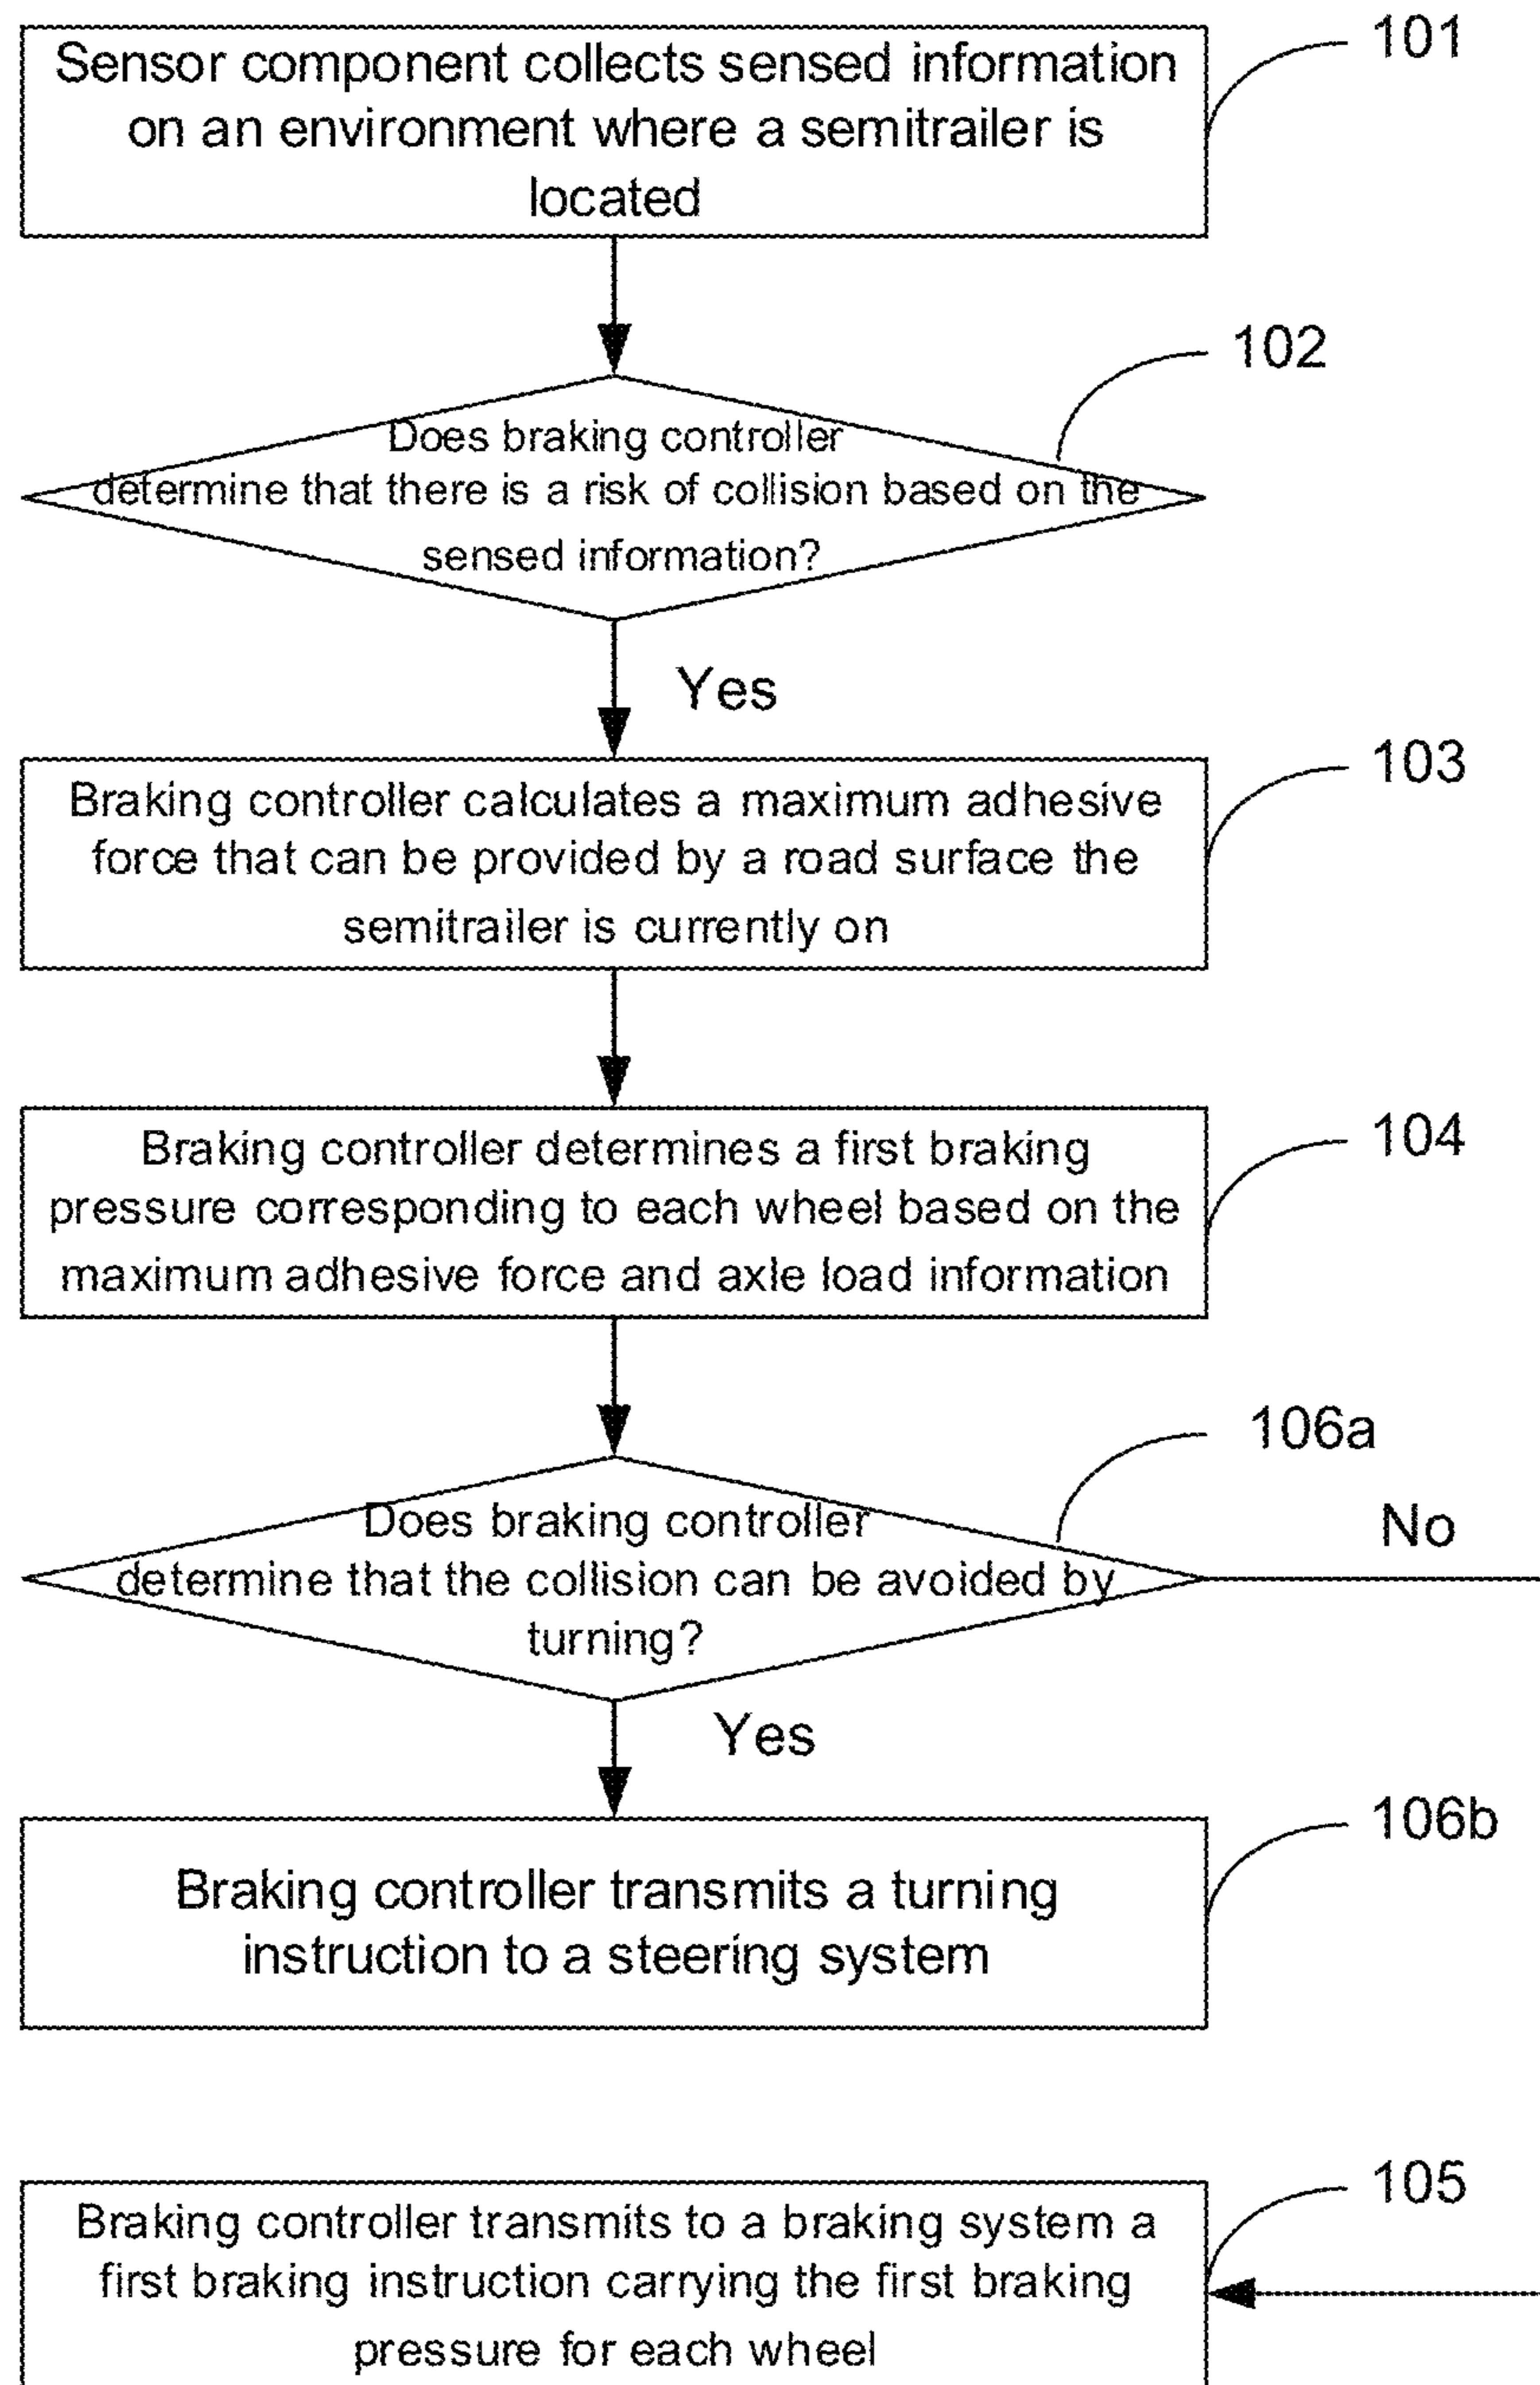 101
Sensor component collects sensed information
on an environment where a semitrailer is
located
102
Does braking controller
determine that there is a risk of collision based on the
sensed information?
Yes
103
Braking controller calculates a maximum adhesive
force that can be provided by a road surface the
semitrailer is currently on
104
Braking controller determines a first braking
pressure corresponding to each wheel based on the
maximum adhesive force and axle load information
106a
Does braking controller
determine that the collision can be avoided by
turning?
No
Yes
106b
Braking controller transmits a turning
instruction to a steering system
105
Braking controller transmits to a braking system a
first braking instruction carrying the first braking
pressure for each wheel